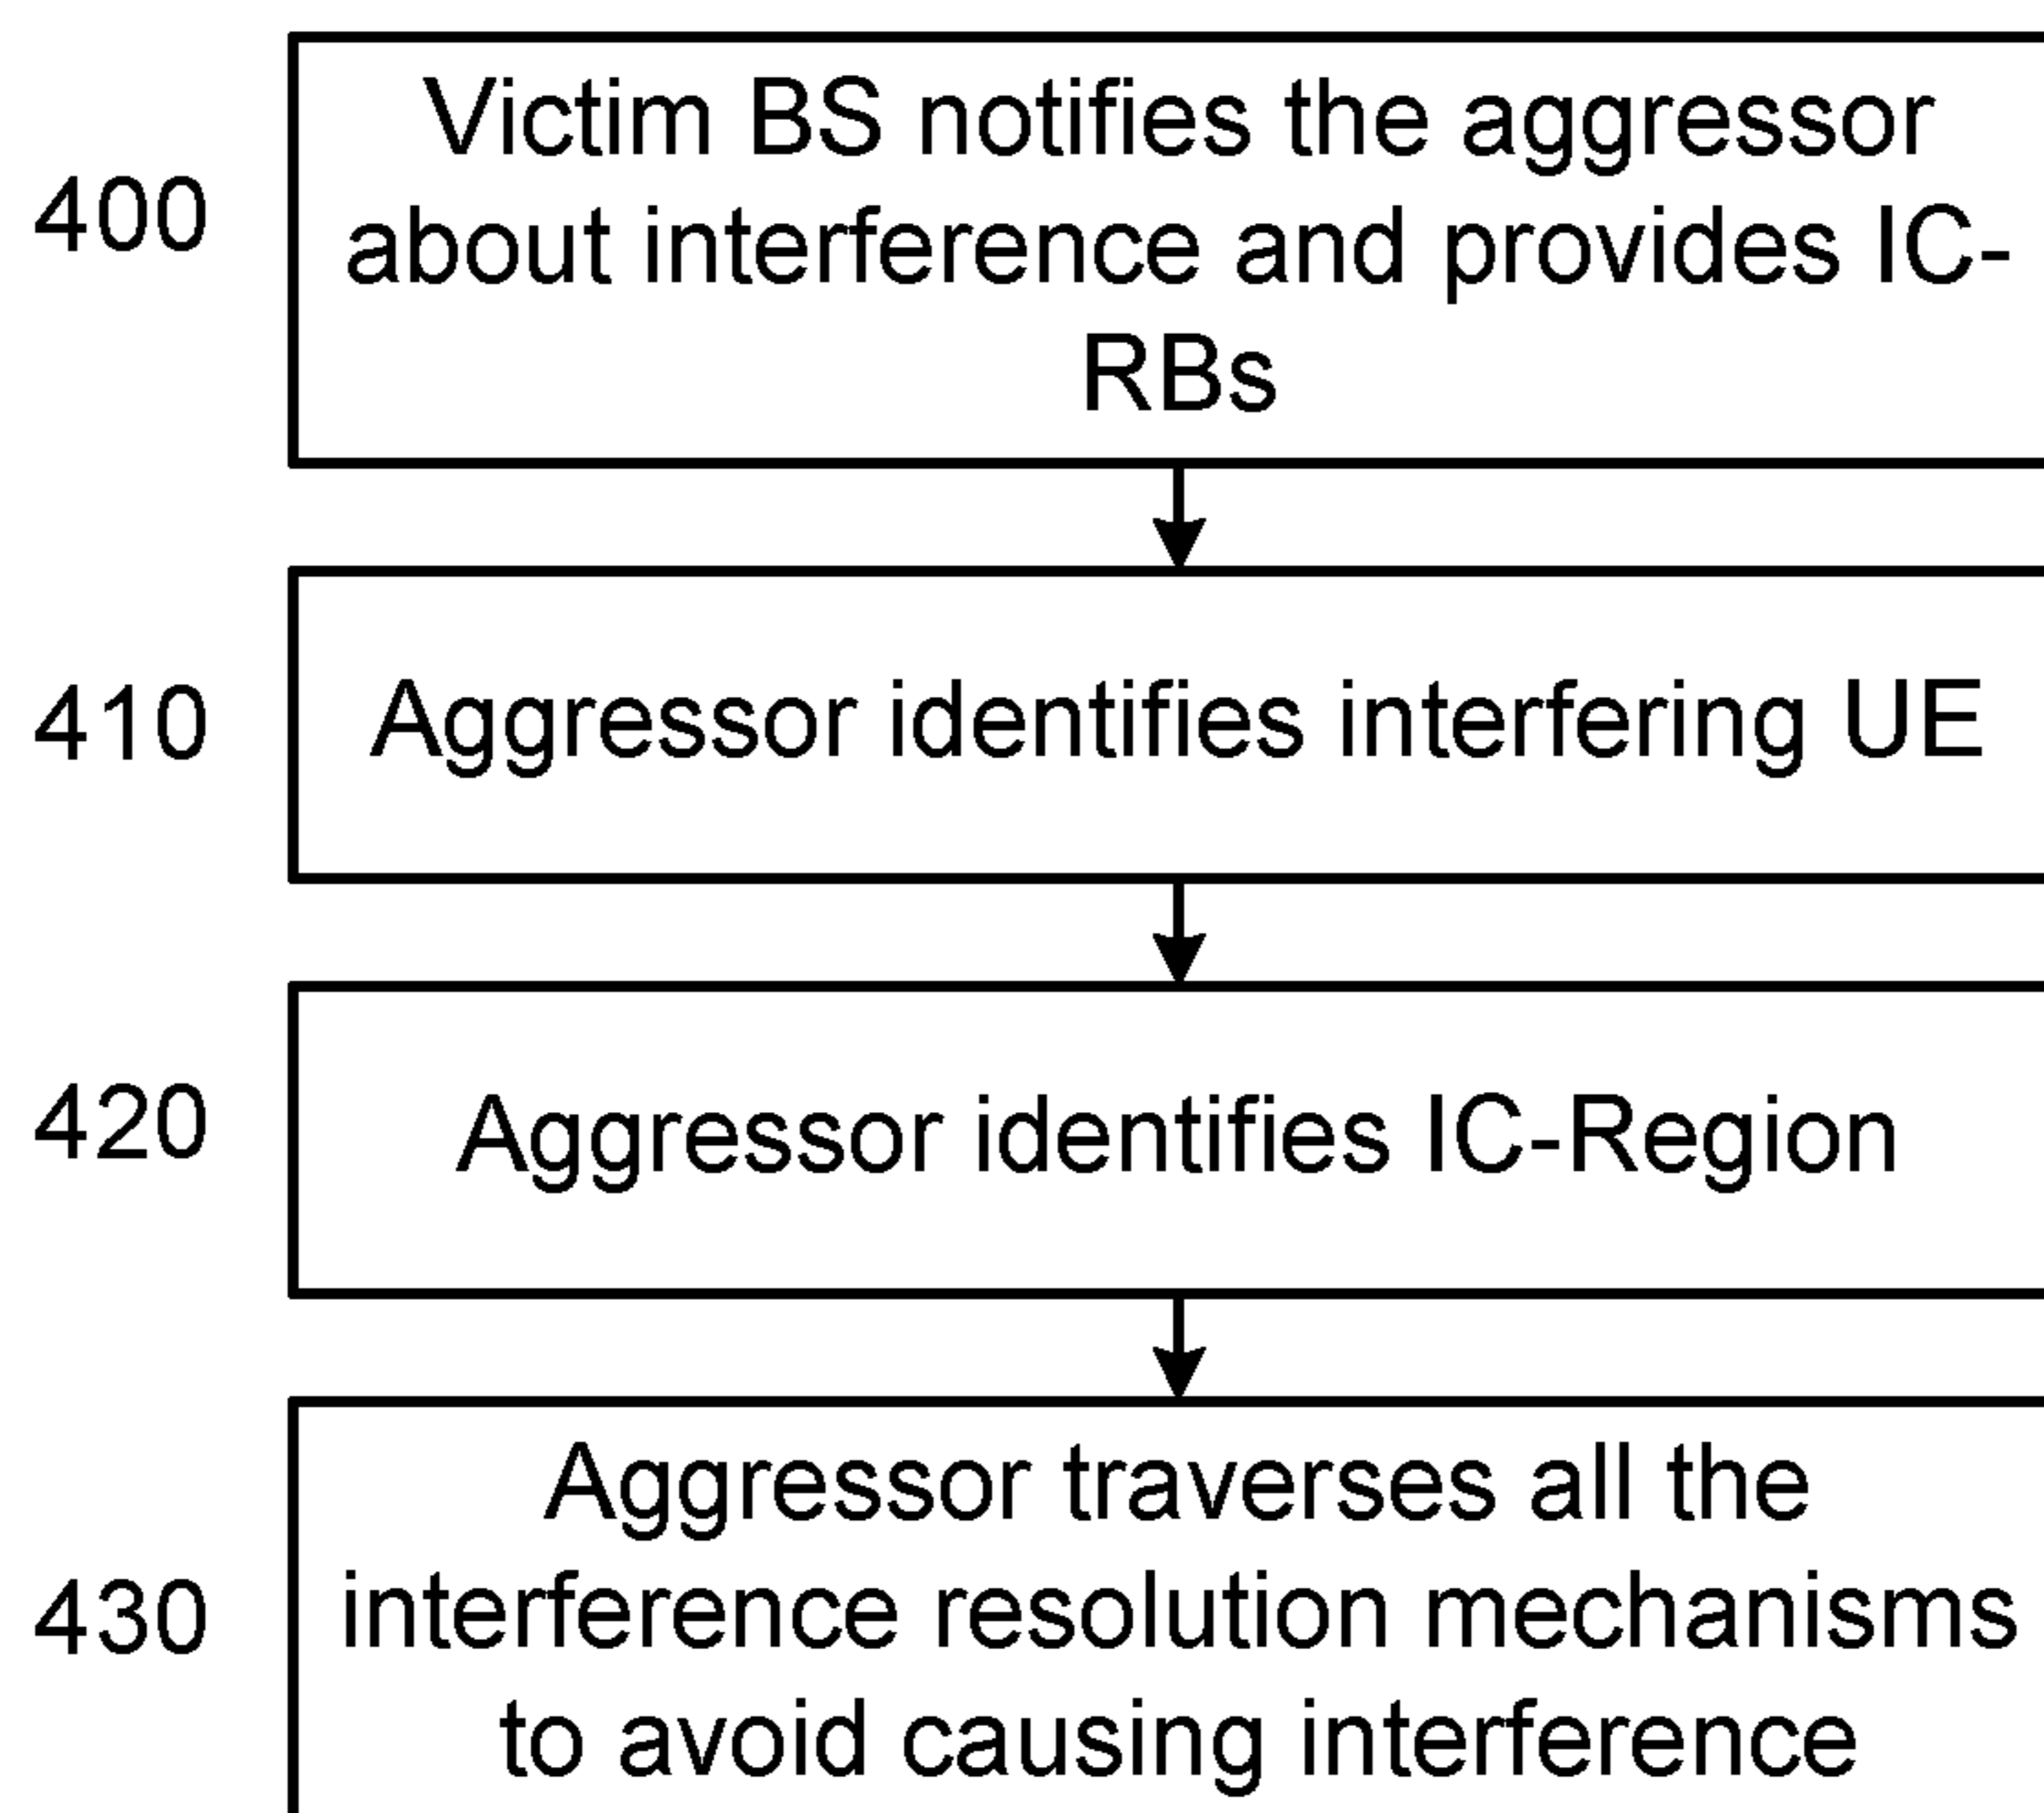 400
Victim BS notifies the aggressor
about interference and provides IC-
RBs
410
Aggressor identifies interfering UE
420
Aggressor identifies IC-Region
430
Aggressor traverses all the
interference resolution mechanisms
to avoid causing interference